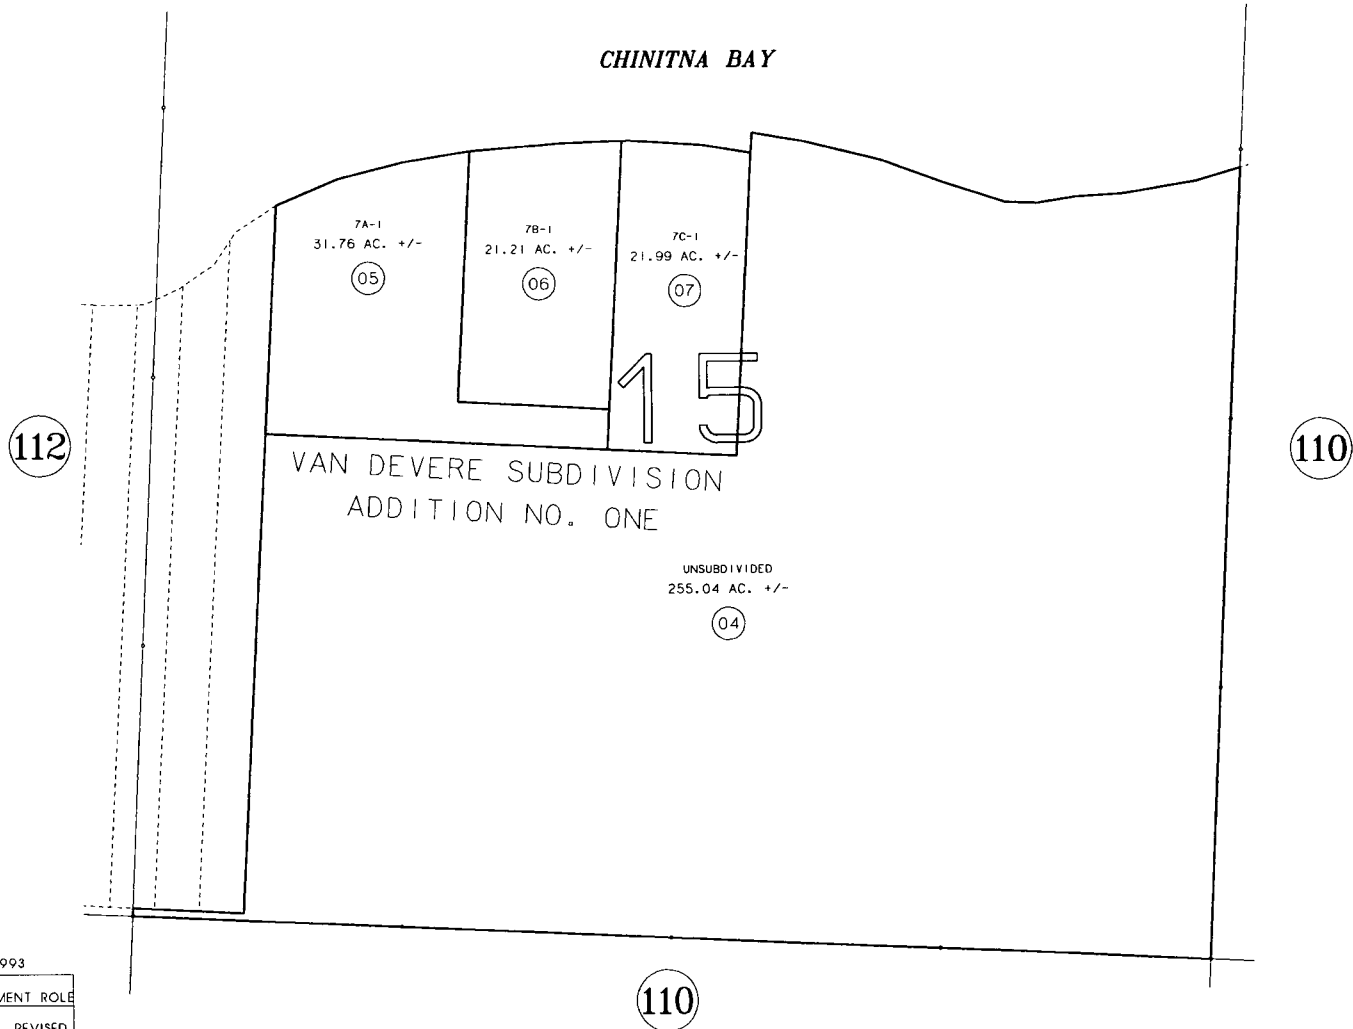 CHINITNA BAY
7A-1
31.76 AC. +/-
05
7B-1
21.21 AC. +/-
06
7C-1
21.99 AC. +/-
07
15
112
110
VAN DEVERE SUBDIVISION
ADDITION NO. ONE
UNSUBDIVIDED
255.04 AC. +/-
04
110
993
MENT ROLE
REVISED